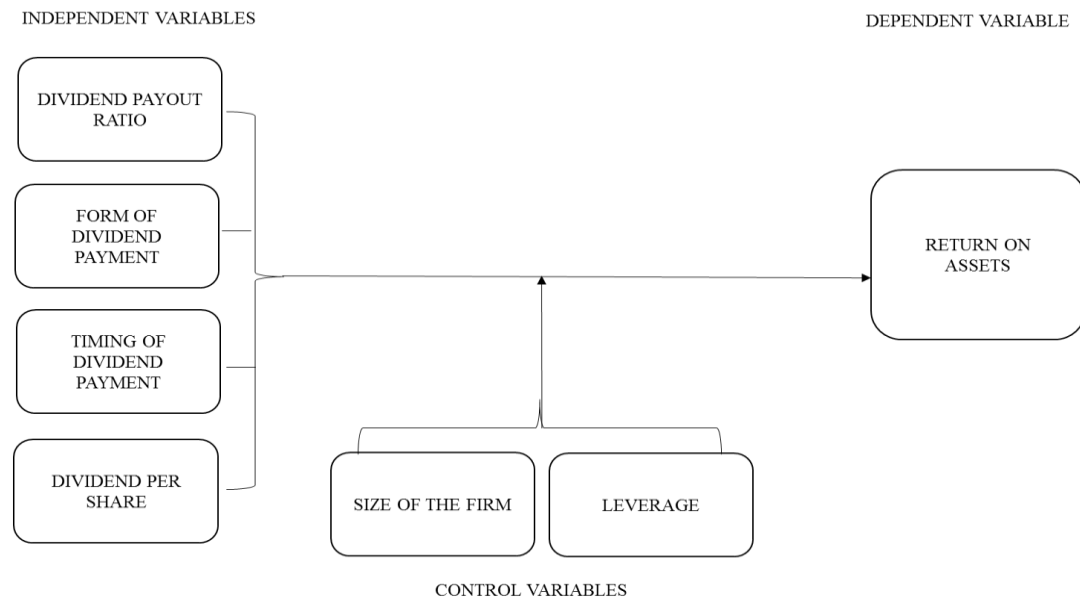 INDEPENDENT VARIABLES
DEPENDENT VARIABLE
DIVIDEND PAYOUT
RATIO
FORM OF
DIVIDEND
PAYMENT
TIMING OF
DIVIDEND
PAYMENT
DIVIDEND PER
SHARE
RETURN ON
ASSETS
SIZE OF THE FIRM
LEVERAGE
CONTROL VARIABLES